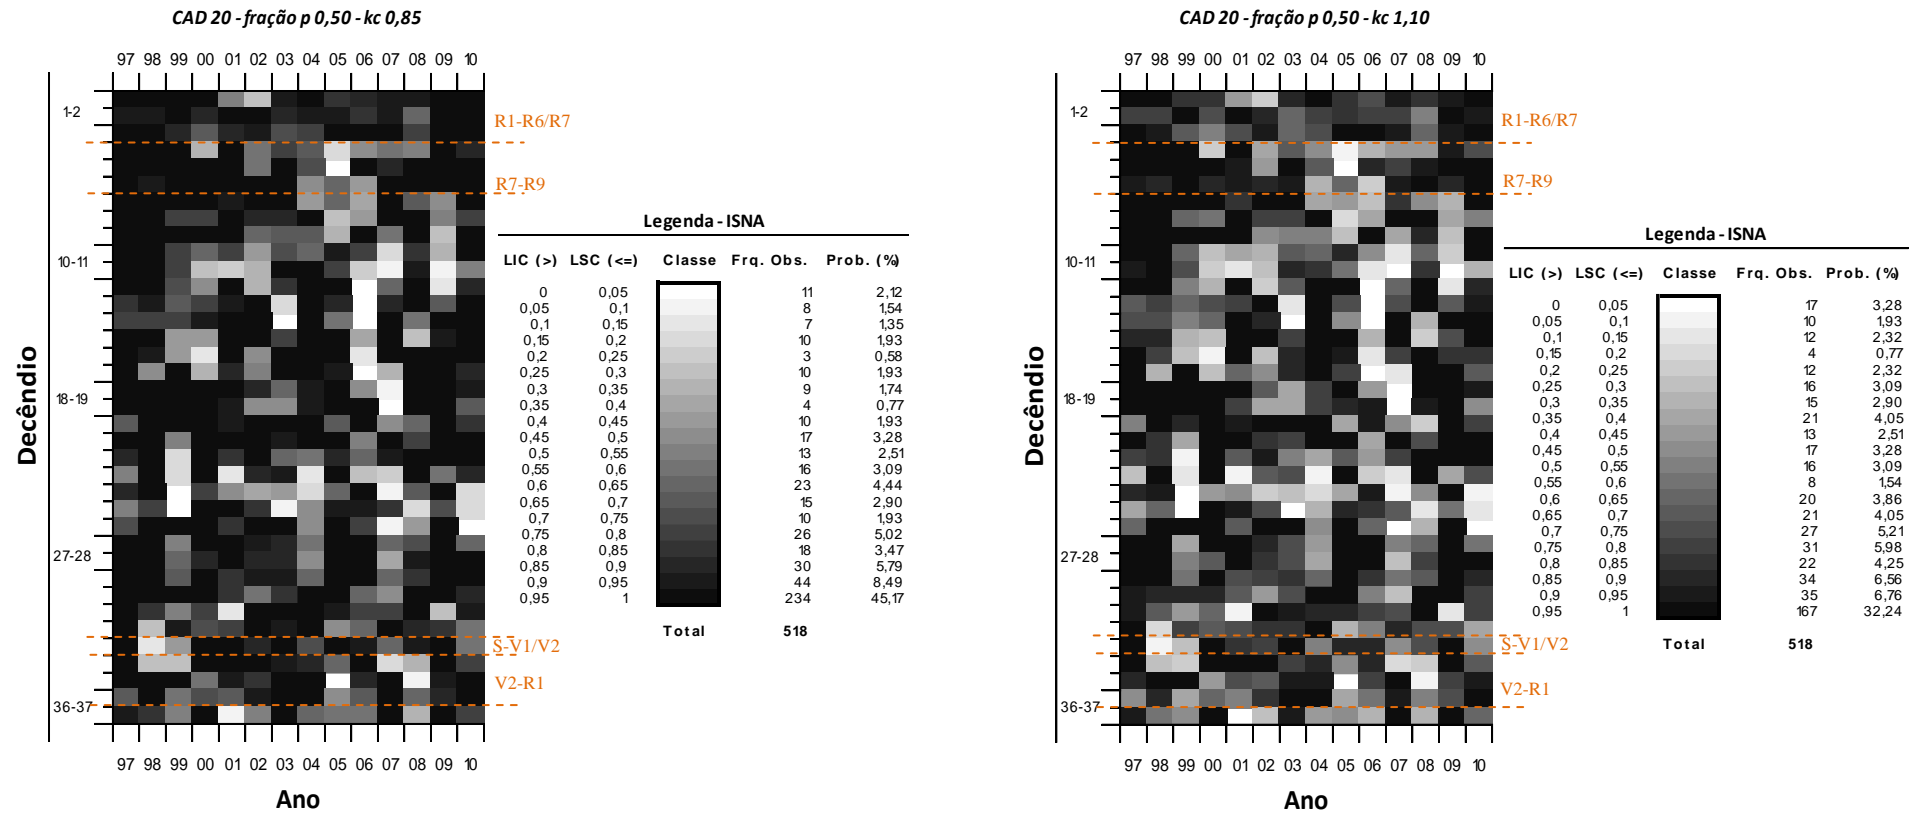 CAD 20 - fração p 0,50 - kc 0,85
97 98 99 00 01 02 03 04 05 06 07 08 09 10
1-2
10-11
18-19
27-28
36-37
Decêndio
R1-R6/R7
R7-R9
S-V1/V2
V2-R1
97 98 99 00 01 02 03 04 05 06 07 08 09 10
Ano
Legenda - ISNA
LIC (>) LSC (<=) Classe Frq. Obs. Prob. (%)
0 0,05 11 2,12
0,05 0,1 8 1,54
0,1 0,15 7 1,35
0,15 0,2 10 1,93
0,2 0,25 3 0,58
0,25 0,3 10 1,93
0,3 0,35 9 1,74
0,35 0,4 4 0,77
0,4 0,45 10 1,93
0,45 0,5 17 3,28
0,5 0,55 13 2,51
0,55 0,6 16 3,09
0,6 0,65 23 4,44
0,65 0,7 15 2,90
0,7 0,75 10 1,93
0,75 0,8 26 5,02
0,8 0,85 18 3,47
0,85 0,9 30 5,79
0,9 0,95 44 8,49
0,95 1 234 45,17
Total 518
CAD 20 - fração p 0,50 - kc 1,10
97 98 99 00 01 02 03 04 05 06 07 08 09 10
1-2
10-11
18-19
27-28
36-37
Decêndio
R1-R6/R7
R7-R9
S-V1/V2
V2-R1
97 98 99 00 01 02 03 04 05 06 07 08 09 10
Ano
Legenda - ISNA
LIC (>) LSC (<=) Classe Frq. Obs. Prob. (%)
0 0,05 17 3,28
0,05 0,1 10 1,93
0,1 0,15 12 2,32
0,15 0,2 4 0,77
0,2 0,25 12 2,32
0,25 0,3 16 3,09
0,3 0,35 15 2,90
0,35 0,4 21 4,05
0,4 0,45 13 2,51
0,45 0,5 17 3,28
0,5 0,55 16 3,09
0,55 0,6 8 1,54
0,6 0,65 20 3,86
0,65 0,7 21 4,05
0,7 0,75 27 5,21
0,75 0,8 31 5,98
0,8 0,85 22 4,25
0,85 0,9 34 6,56
0,9 0,95 35 6,76
0,95 1 167 32,24
Total 518